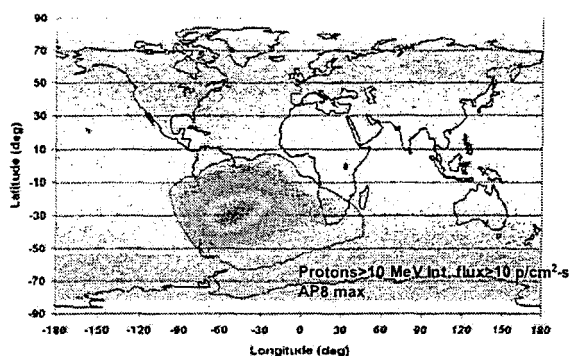 90
70
50
30
10
-10
-30
-50
-70
-90
Latitude (deg)
Protons>10 MeV Int. flux>10 p/cm²-s
AP8 max
-180 -150 -120 -90 -60 -30 0 30 60 90 120 150 180
Longitude (deg)